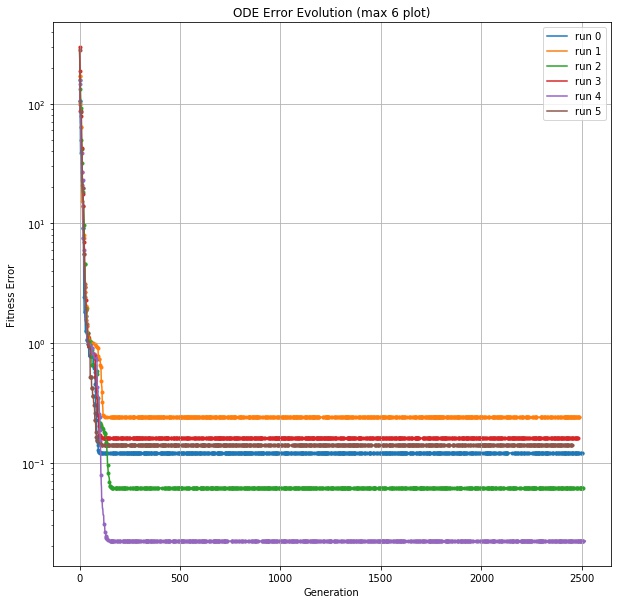 ODE Error Evolution (max 6 plot)
run 0
run 1
run 2
run 3
run 4
run 5
Fitness Error
10²
10¹
10⁰
10⁻¹
0 500 1000 1500 2000 2500
Generation